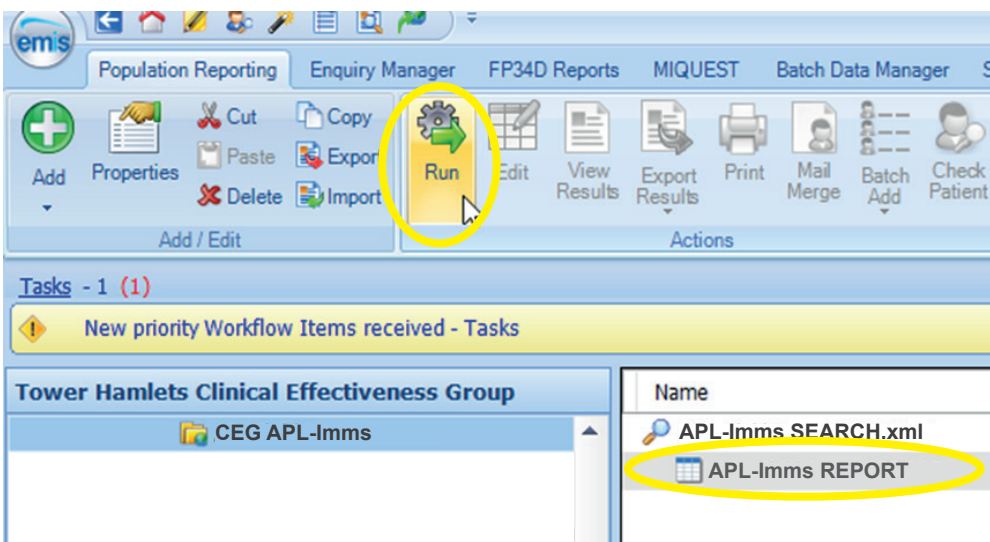 emis
Population Reporting Enquiry Manager FP34D Reports MIQUEST Batch Data Manager S
Add
Properties
Cut
Paste
Delete
Copy
Export
Import
Run
Edit
View
Results
Export
Results
Print
Mail
Merge
Batch
Add
Check
Patient
Add / Edit
Actions
Tasks - 1 (1)
New priority Workflow Items received - Tasks
Tower Hamlets Clinical Effectiveness Group
CEG APL-Imms
Name
APL-Imms SEARCH.xml
APL-Imms REPORT